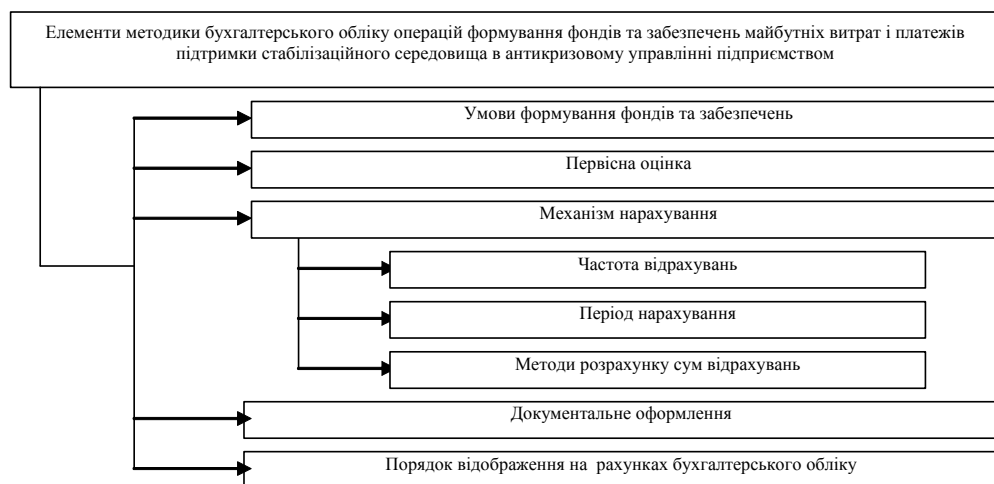 Елементи методики бухгалтерського обліку операцій формування фондів та забезпечень майбутніх витрат і платежів
підтримки стабілізаційного середовища в антикризовому управлінні підприємством
Умови формування фондів та забезпечень
Первісна оцінка
Механізм нарахування
Частота відрахувань
Період нарахування
Методи розрахунку сум відрахувань
Документальне оформлення
Порядок відображення на рахунках бухгалтерського обліку